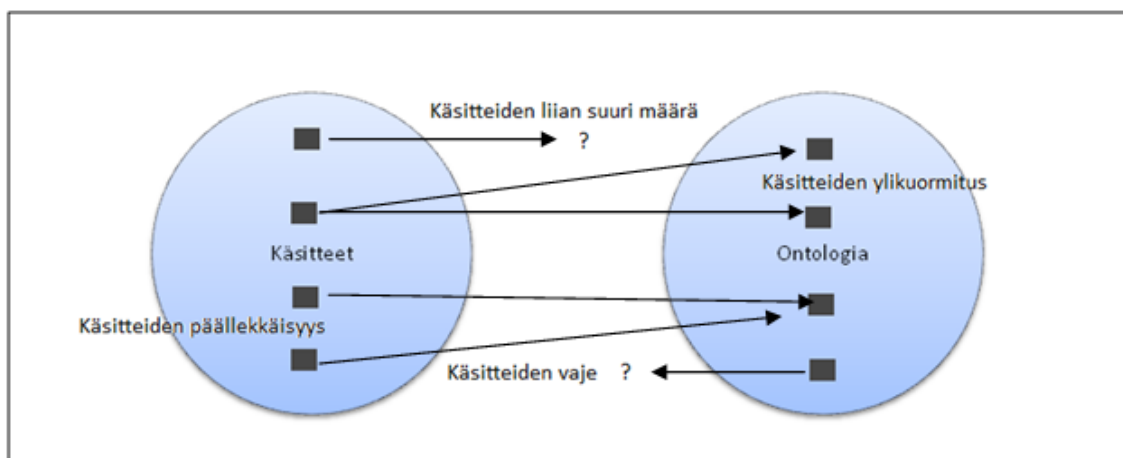 Käsitteiden liian suuri määrä
?
Käsitteiden ylikuormitus
Käsitteet
Ontologia
Käsitteiden päällekkäisyys
Käsitteiden vaje ?